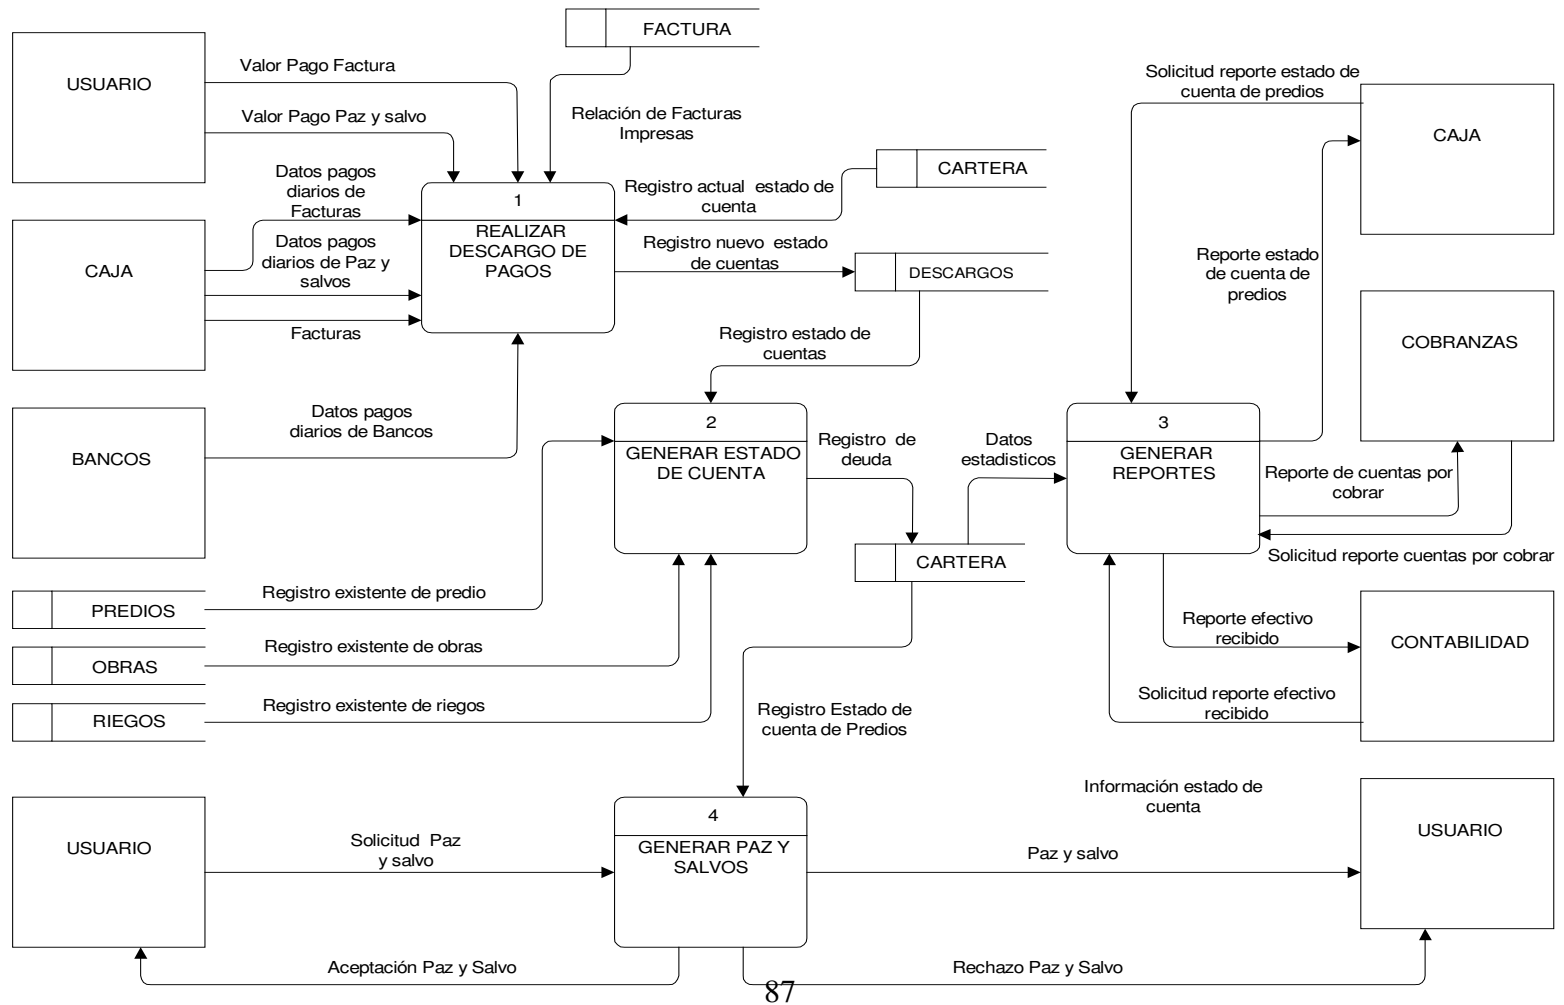 FACTURA
USUARIO
Valor Pago Factura
Valor Pago Paz y salvo
Relación de Facturas
Impresas
Solicitud reporte estado de
cuenta de predios
CAJA
CARTERA
Datos pagos
diarios de
Facturas
Registro actual estado de
cuenta
1
REALIZAR
DESCARGO DE
PAGOS
CAJA
Datos pagos
diarios de Paz y
salvos
Facturas
Registro nuevo estado
de cuentas
DESCARGOS
Reporte estado
de cuenta de
predios
COBRANZAS
Registro estado de
cuentas
BANCOS
Datos pagos
diarios de Bancos
2
GENERAR ESTADO
DE CUENTA
Registro de
deuda
Datos
estadisticos
3
GENERAR
REPORTES
Reporte de cuentas por
cobrar
Solicitud reporte cuentas por cobrar
CARTERA
PREDIOS
Registro existente de predio
OBRAS
Registro existente de obras
RIEGOS
Registro existente de riegos
Reporte efectivo
recibido
CONTABILIDAD
Solicitud reporte efectivo
recibido
Registro Estado de
cuenta de Predios
Información estado de
cuenta
USUARIO
Solicitud Paz
y salvo
4
GENERAR PAZ Y
SALVOS
Paz y salvo
USUARIO
Aceptación Paz y Salvo
Rechazo Paz y Salvo
87